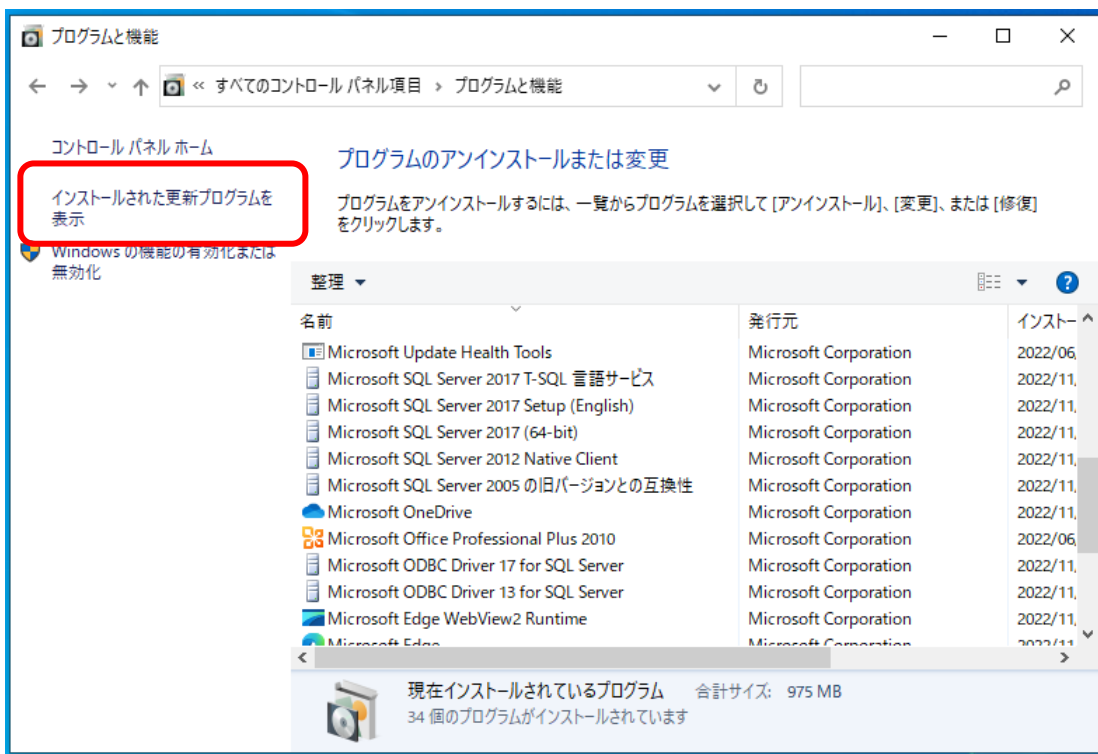 プログラムと機能
« すべてのコントロール パネル項目 › プログラムと機能
コントロール パネル ホーム
インストールされた更新プログラムを
表示
Windows の機能の有効化または
無効化
プログラムのアンインストールまたは変更
プログラムをアンインストールするには、一覧からプログラムを選択して [アンインストール]、[変更]、または [修復]
をクリックします。
整理
名前 発行元 インストー
Microsoft Update Health Tools Microsoft Corporation 2022/06,
Microsoft SQL Server 2017 T-SQL 言語サービス Microsoft Corporation 2022/11,
Microsoft SQL Server 2017 Setup (English) Microsoft Corporation 2022/11,
Microsoft SQL Server 2017 (64-bit) Microsoft Corporation 2022/11,
Microsoft SQL Server 2012 Native Client Microsoft Corporation 2022/11,
Microsoft SQL Server 2005 の旧バージョンとの互換性 Microsoft Corporation 2022/11,
Microsoft OneDrive Microsoft Corporation 2022/11,
Microsoft Office Professional Plus 2010 Microsoft Corporation 2022/06,
Microsoft ODBC Driver 17 for SQL Server Microsoft Corporation 2022/11,
Microsoft ODBC Driver 13 for SQL Server Microsoft Corporation 2022/11,
Microsoft Edge WebView2 Runtime Microsoft Corporation 2022/11,
Microsoft Edge Microsoft Corporation 2022/11
現在インストールされているプログラム 合計サイズ: 975 MB
34 個のプログラムがインストールされています